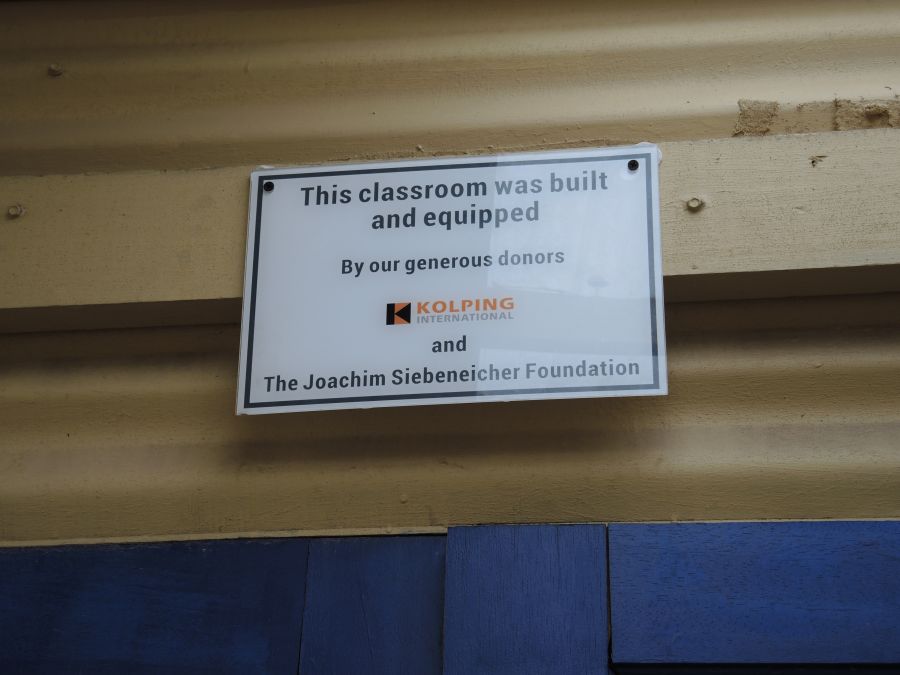 This classroom was built
and equipped
By our generous donors
KOLPING
INTERNATIONAL
and
The Joachim Siebeneicher Foundation